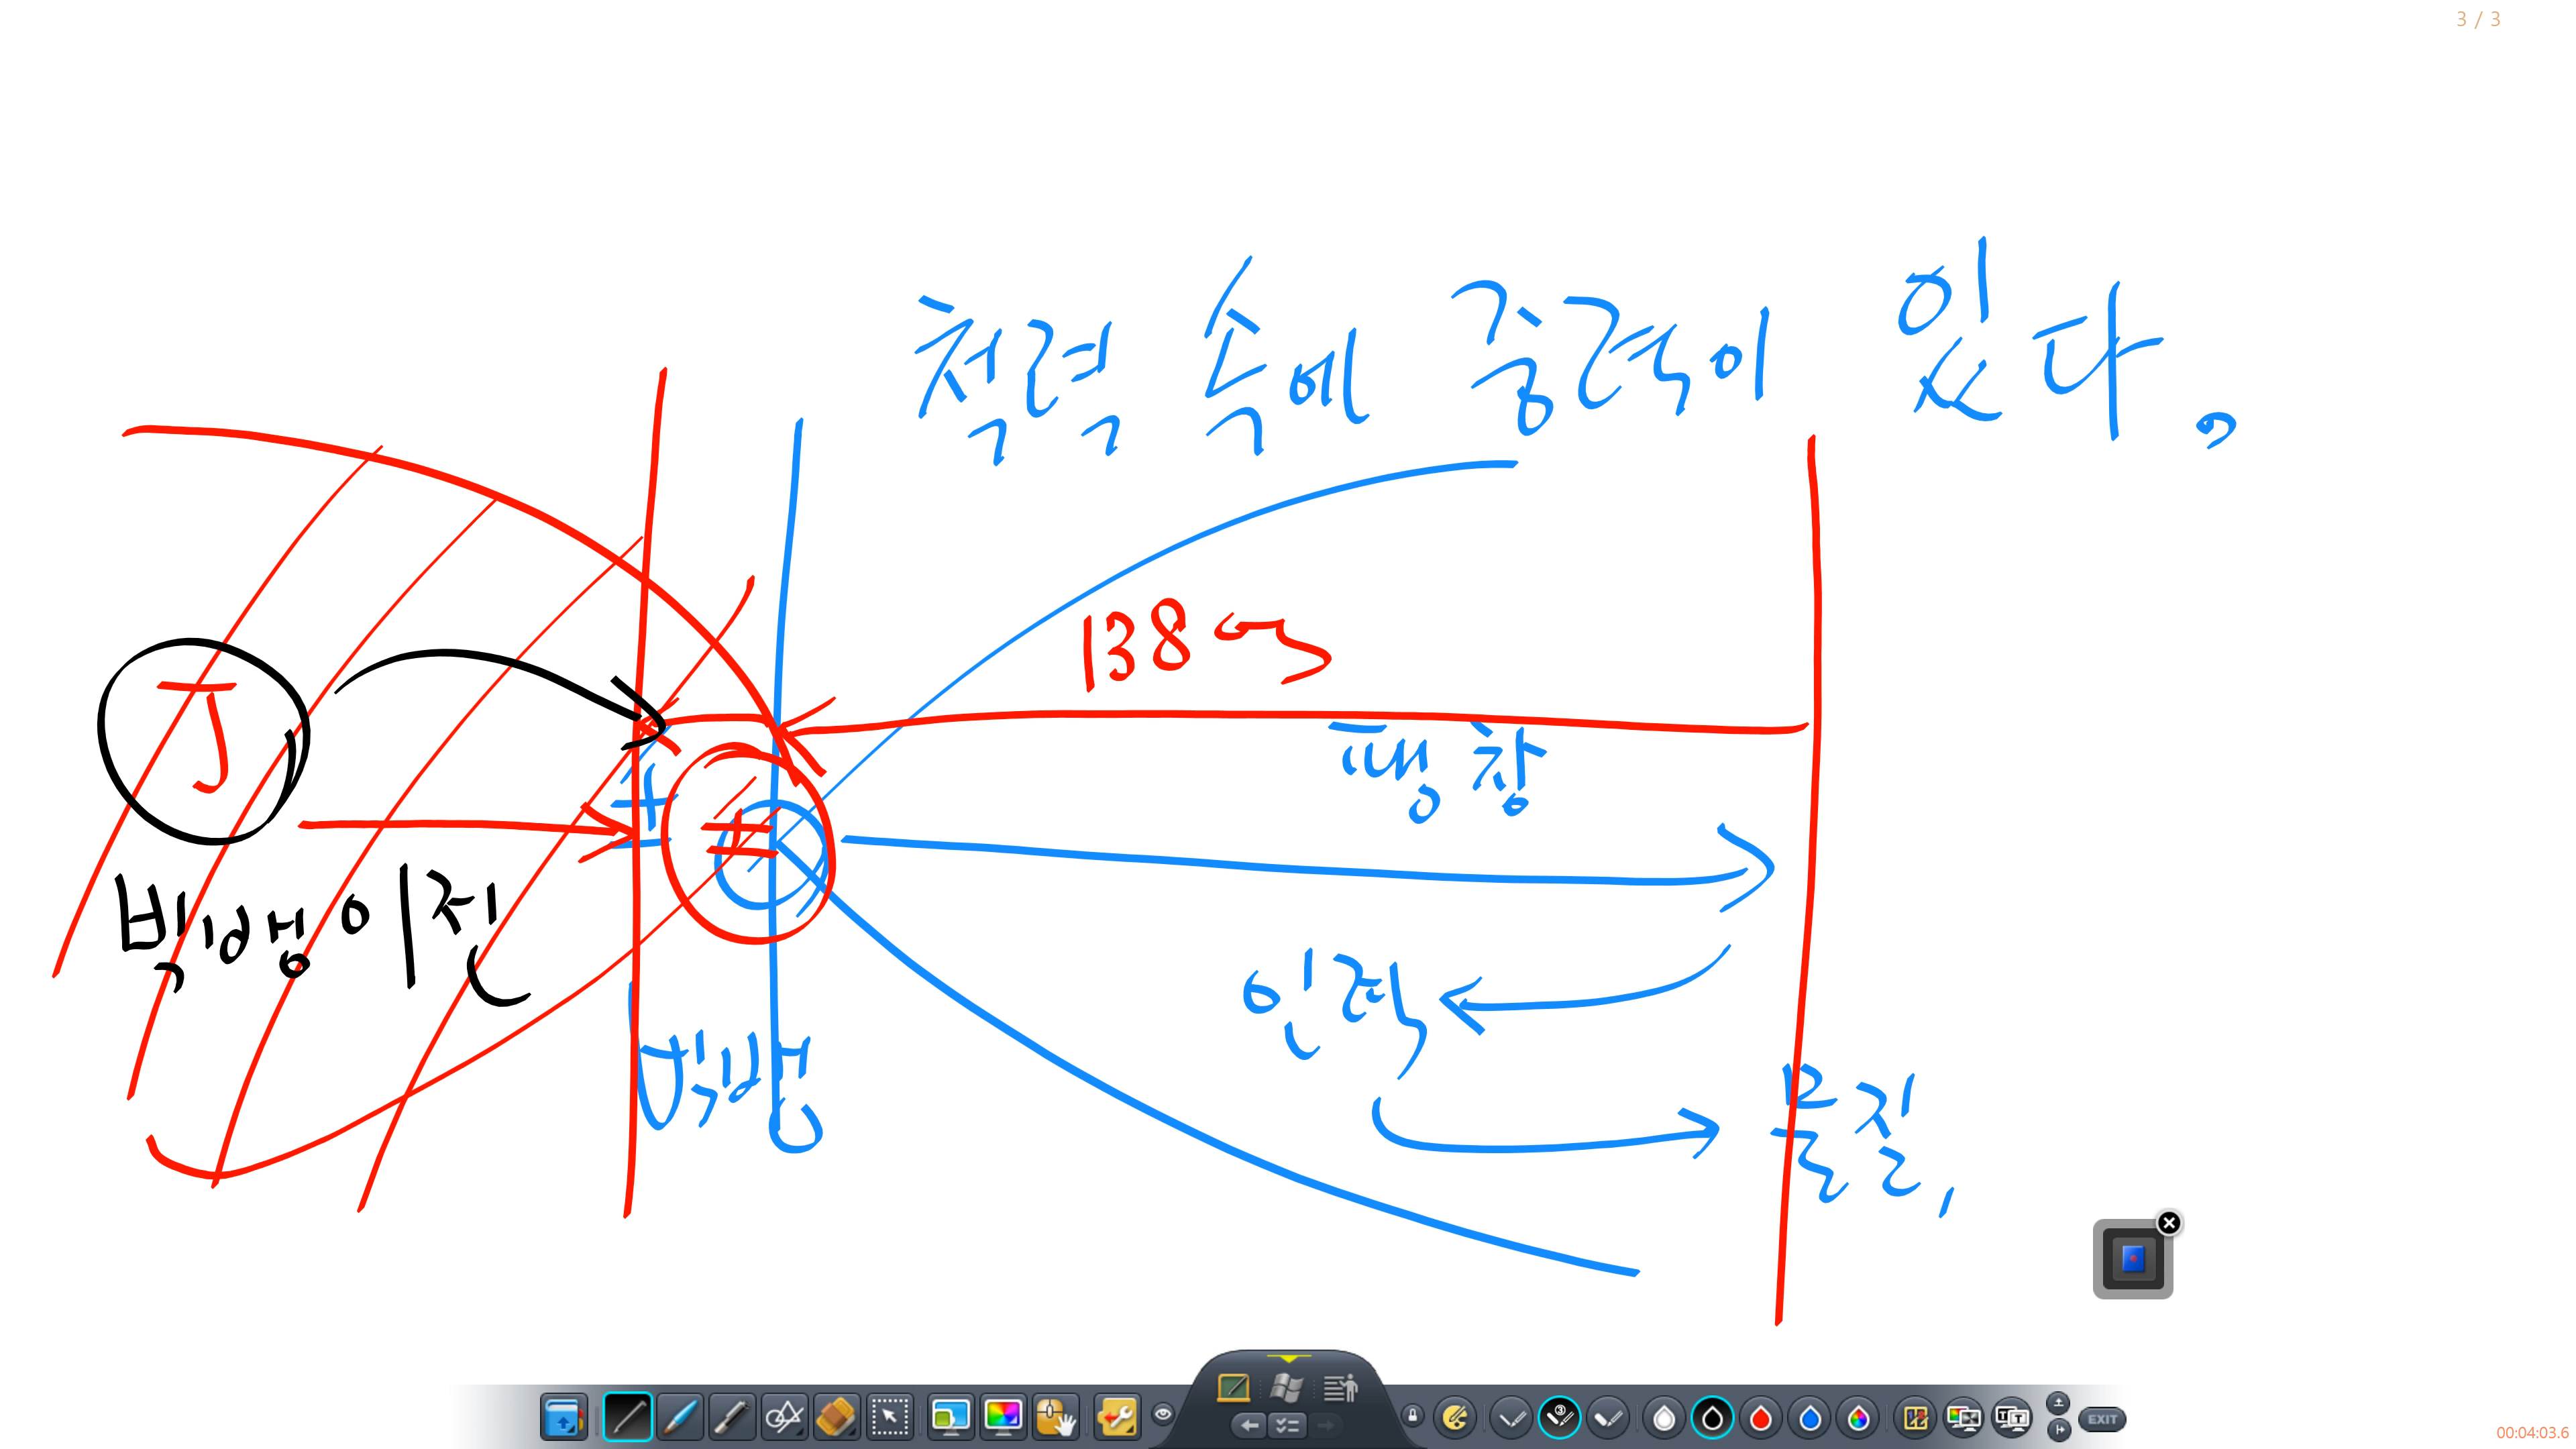 3 / 3
척력 속에 중력이 있다.
138억
팽창
J
±
±
빅뱅이전
인력
빅뱅
물질,
EXIT
00:04:03.6